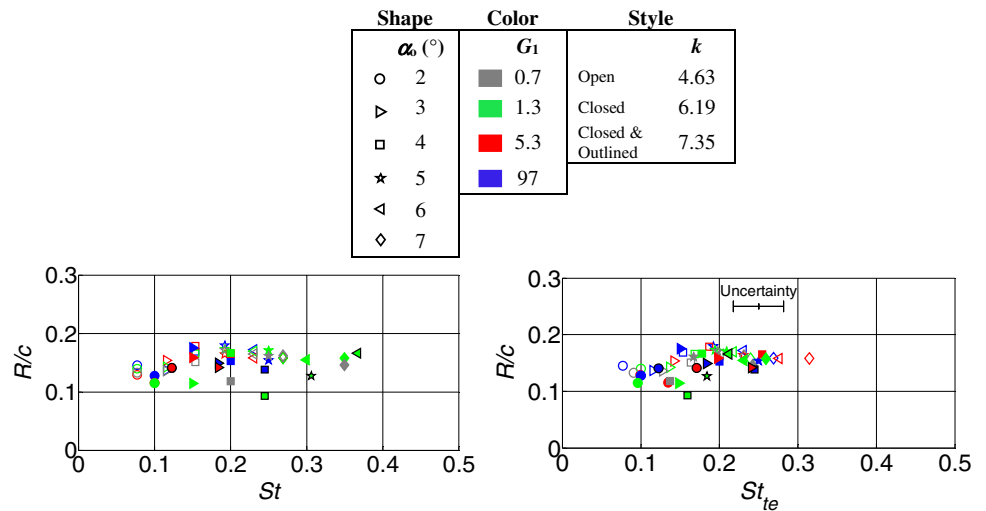 Shape Color Style
αₒ (°) G₁ k
2 0.7 Open 4.63
3 1.3 Closed 6.19
4 5.3 Closed & Outlined 7.35
5 97
6
7
0.3
0.2
0.1
0
R/c
0.1 0.2 0.3 0.4 0.5
St
0.3
0.2
0.1
0
R/c
Uncertainty
0 0.1 0.2 0.3 0.4 0.5
St_te